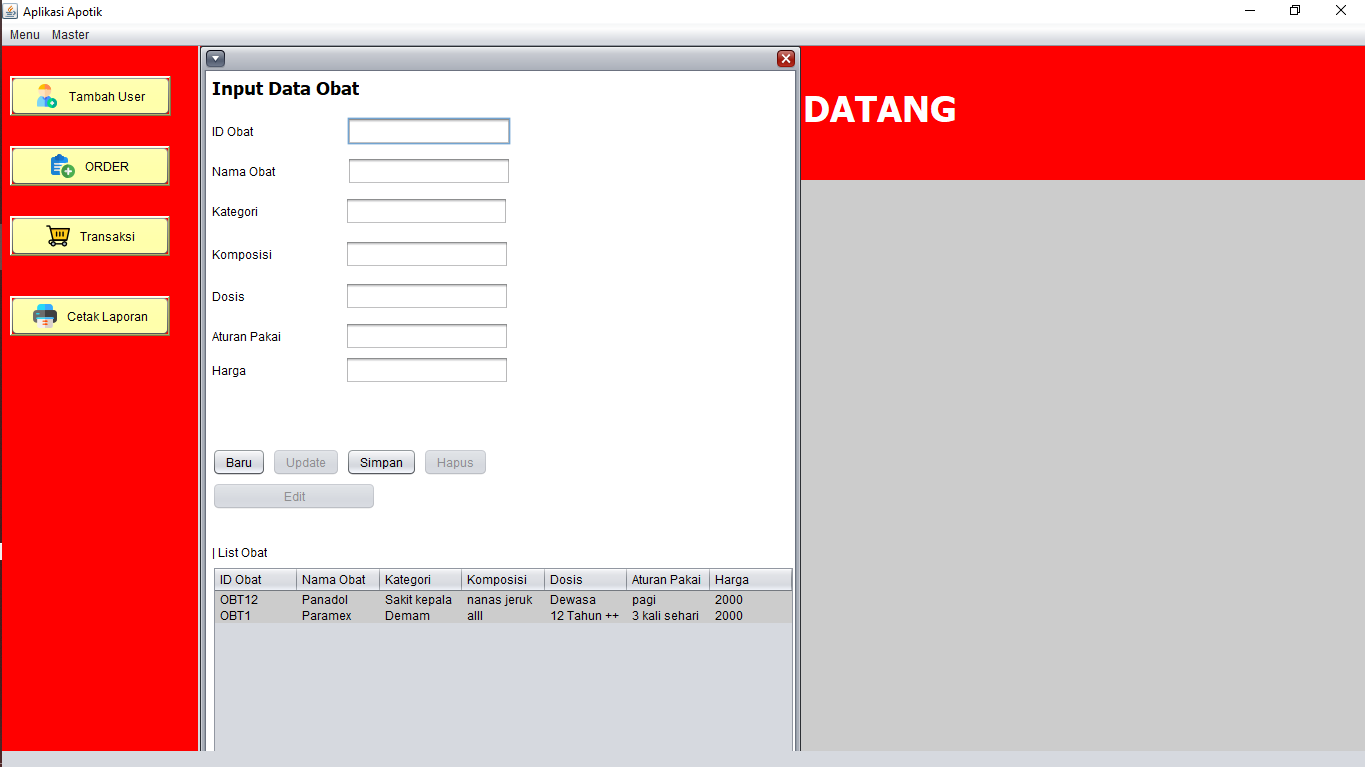 Aplikasi Apotik
Menu Master
Tambah User
ORDER
Transaksi
Cetak Laporan
Input Data Obat
ID Obat
Nama Obat
Kategori
Komposisi
Dosis
Aturan Pakai
Harga
Baru Update Simpan Hapus
Edit
| List Obat
ID Obat Nama Obat Kategori Komposisi Dosis Aturan Pakai Harga
OBT12 Panadol Sakit kepala nanas jeruk Dewasa pagi 2000
OBT1 Paramex Demam alll 12 Tahun ++ 3 kali sehari 2000
DATANG